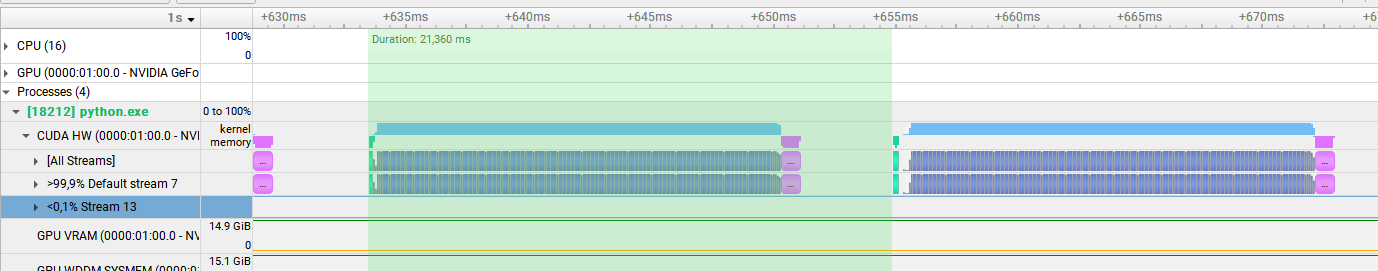 1s +630ms +635ms +640ms +645ms +650ms +655ms +660ms +665ms +670ms
CPU (16) 100%
0
Duration: 21,360 ms
GPU (0000:01:00.0 - NVIDIA GeFo
Processes (4)
[18212] python.exe 0 to 100%
CUDA HW (0000:01:00.0 - NVI kernel
memory
[All Streams] ... ... ...
>99,9% Default stream 7 ... ... ...
<0,1% Stream 13
GPU VRAM (0000:01:00.0 - NV 14.9 GiB
0
GPU WDDM SYSMEM (0000:0 15.1 GiB